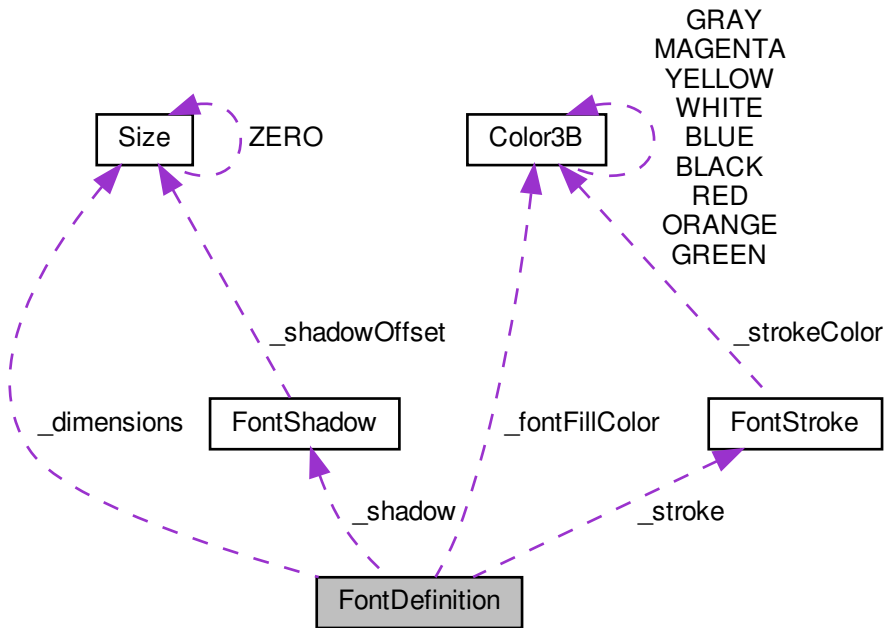 GRAY
MAGENTA
YELLOW
WHITE
BLUE
BLACK
RED
ORANGE
GREEN
Size
ZERO
Color3B
_shadowOffset
_strokeColor
_dimensions
FontShadow
_fontFillColor
FontStroke
_shadow
_stroke
FontDefinition